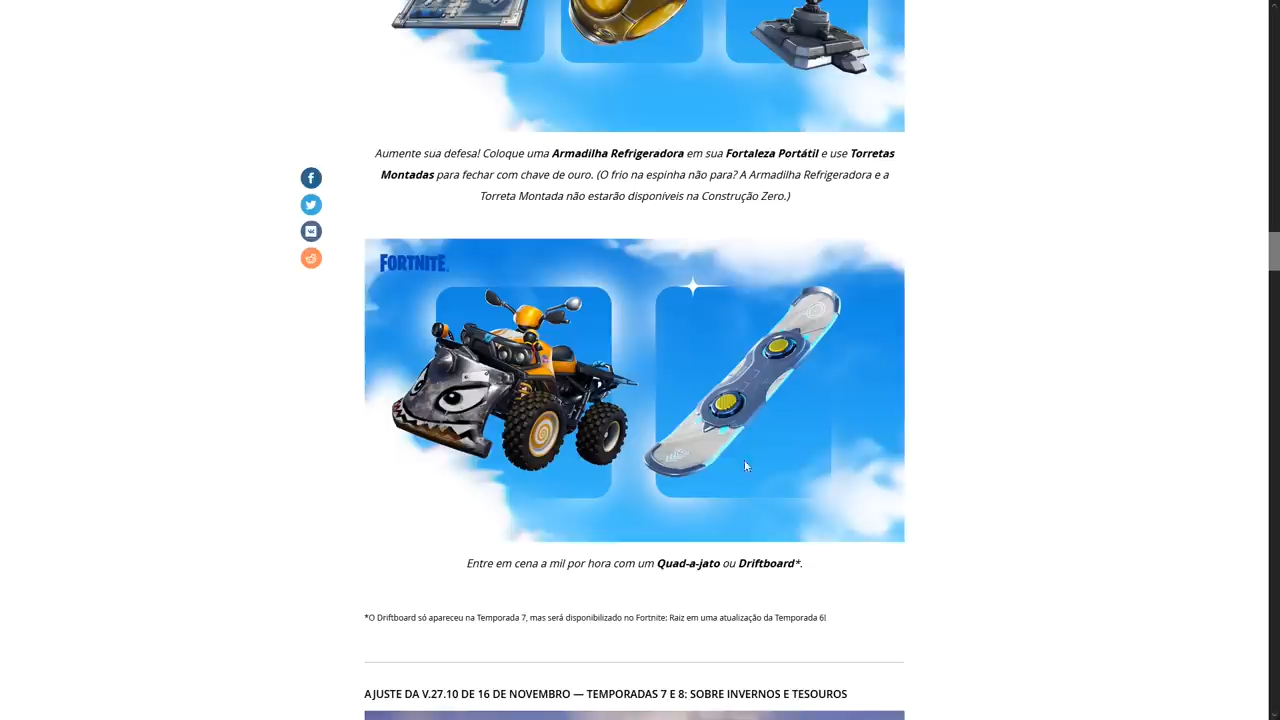 Aumente sua defesa! Coloque uma Armadilha Refrigeradora em sua Fortaleza Portátil e use Torretas
Montadas para fechar com chave de ouro. (O frio na espinha não para? A Armadilha Refrigeradora e a
Torreta Montada não estarão disponíveis na Construção Zero.)
FORTNITE
Entre em cena a mil por hora com um Quad-a-jato ou Driftboard*.
*O Driftboard só apareceu na Temporada 7, mas será disponibilizado no Fortnite: Raiz em uma atualização da Temporada 6!
AJUSTE DA V.27.10 DE 16 DE NOVEMBRO — TEMPORADAS 7 E 8: SOBRE INVERNOS E TESOUROS